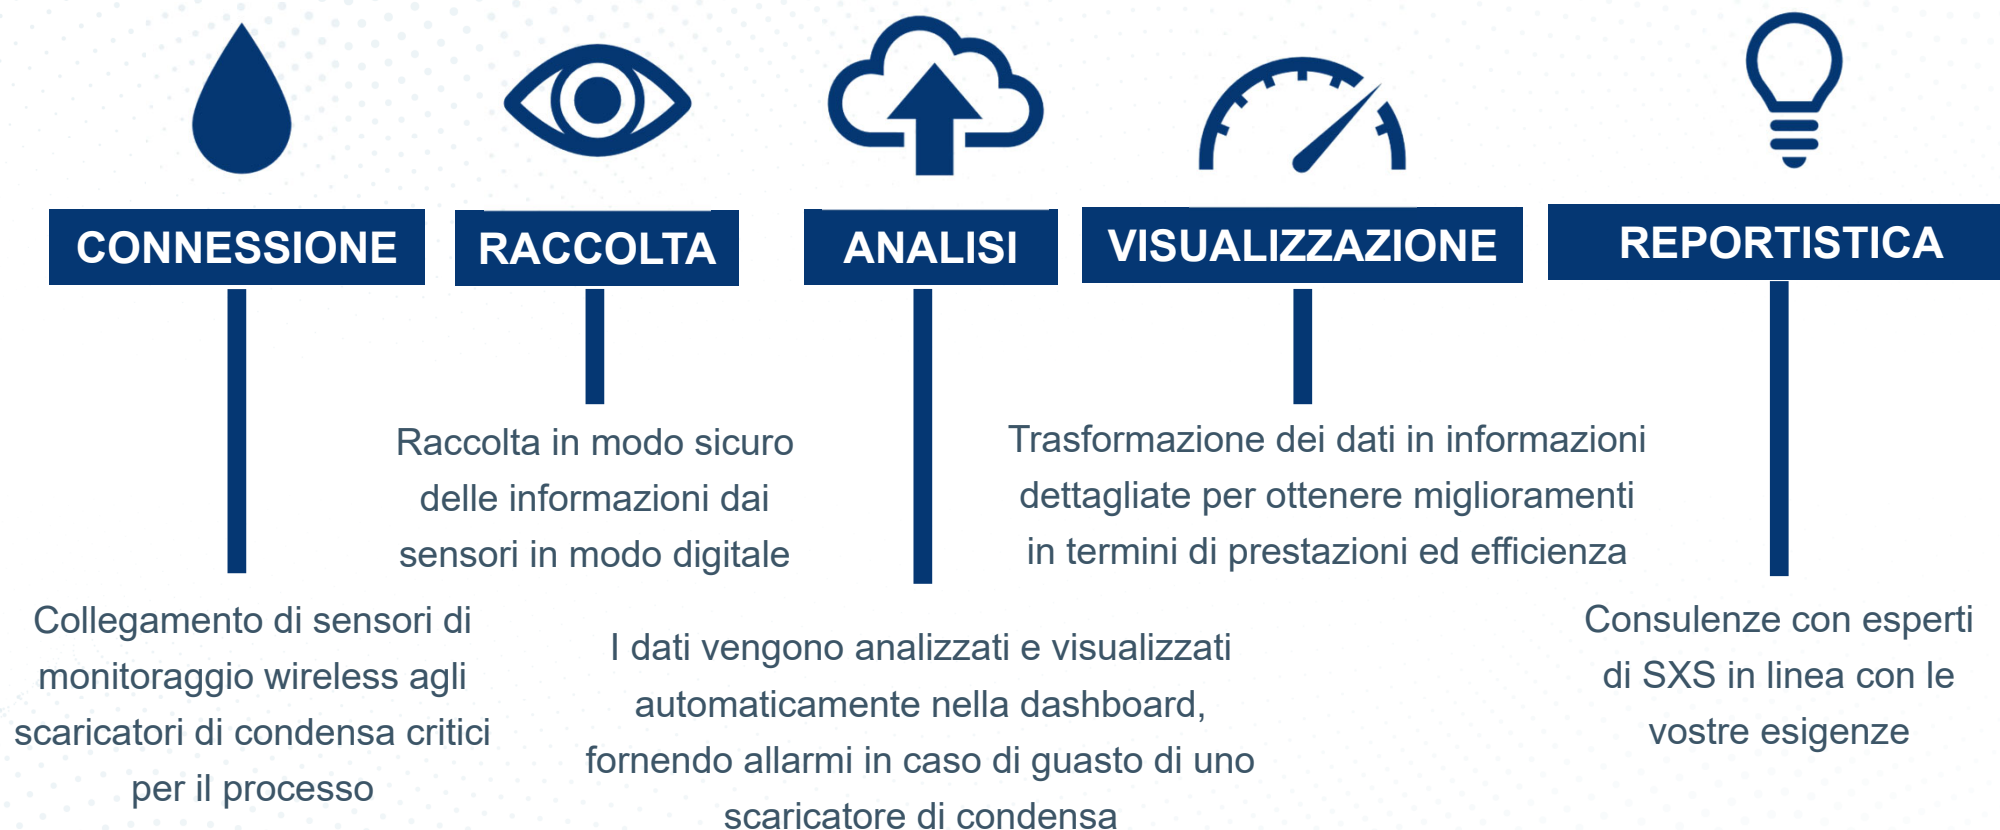 CONNESSIONE
Collegamento di sensori di
monitoraggio wireless agli
scaricatori di condensa critici
per il processo
RACCOLTA
Raccolta in modo sicuro
delle informazioni dai
sensori in modo digitale
ANALISI
I dati vengono analizzati e visualizzati
automaticamente nella dashboard,
fornendo allarmi in caso di guasto di uno
scaricatore di condensa
VISUALIZZAZIONE
Trasformazione dei dati in informazioni
dettagliate per ottenere miglioramenti
in termini di prestazioni ed efficienza
REPORTISTICA
Consulenze con esperti
di SXS in linea con le
vostre esigenze